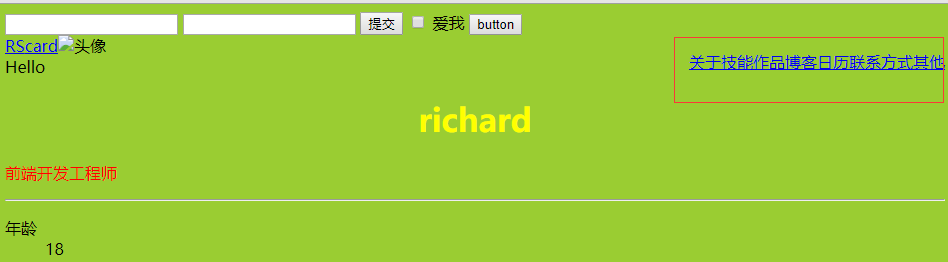 提交 爱我 button
RScard头像
关于技能作品博客日历联系方式其他
Hello
richard
前端开发工程师
年龄
18